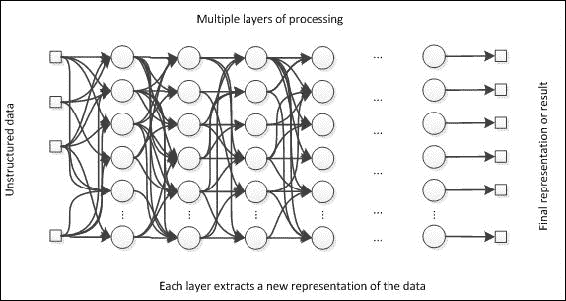 Multiple layers of processing
Unstructured data
...
...
...
...
...
...
...
...
...
...
...
Final representation or result
Each layer extracts a new representation of the data